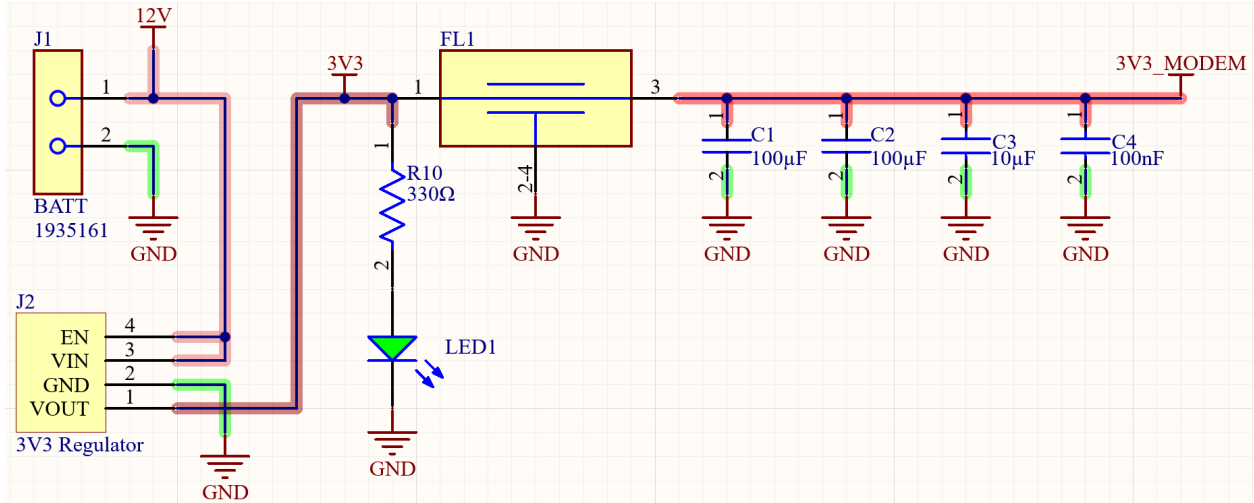 12V
J1
1
2
BATT
1935161
GND
3V3
FL1
1
3
2-4
GND
3V3_MODEM
1
C1
100µF
2
GND
1
C2
100µF
2
GND
1
C3
10µF
2
GND
1
C4
100nF
2
GND
1
R10
330Ω
2
LED1
GND
J2
EN 4
VIN 3
GND 2
VOUT 1
3V3 Regulator
GND